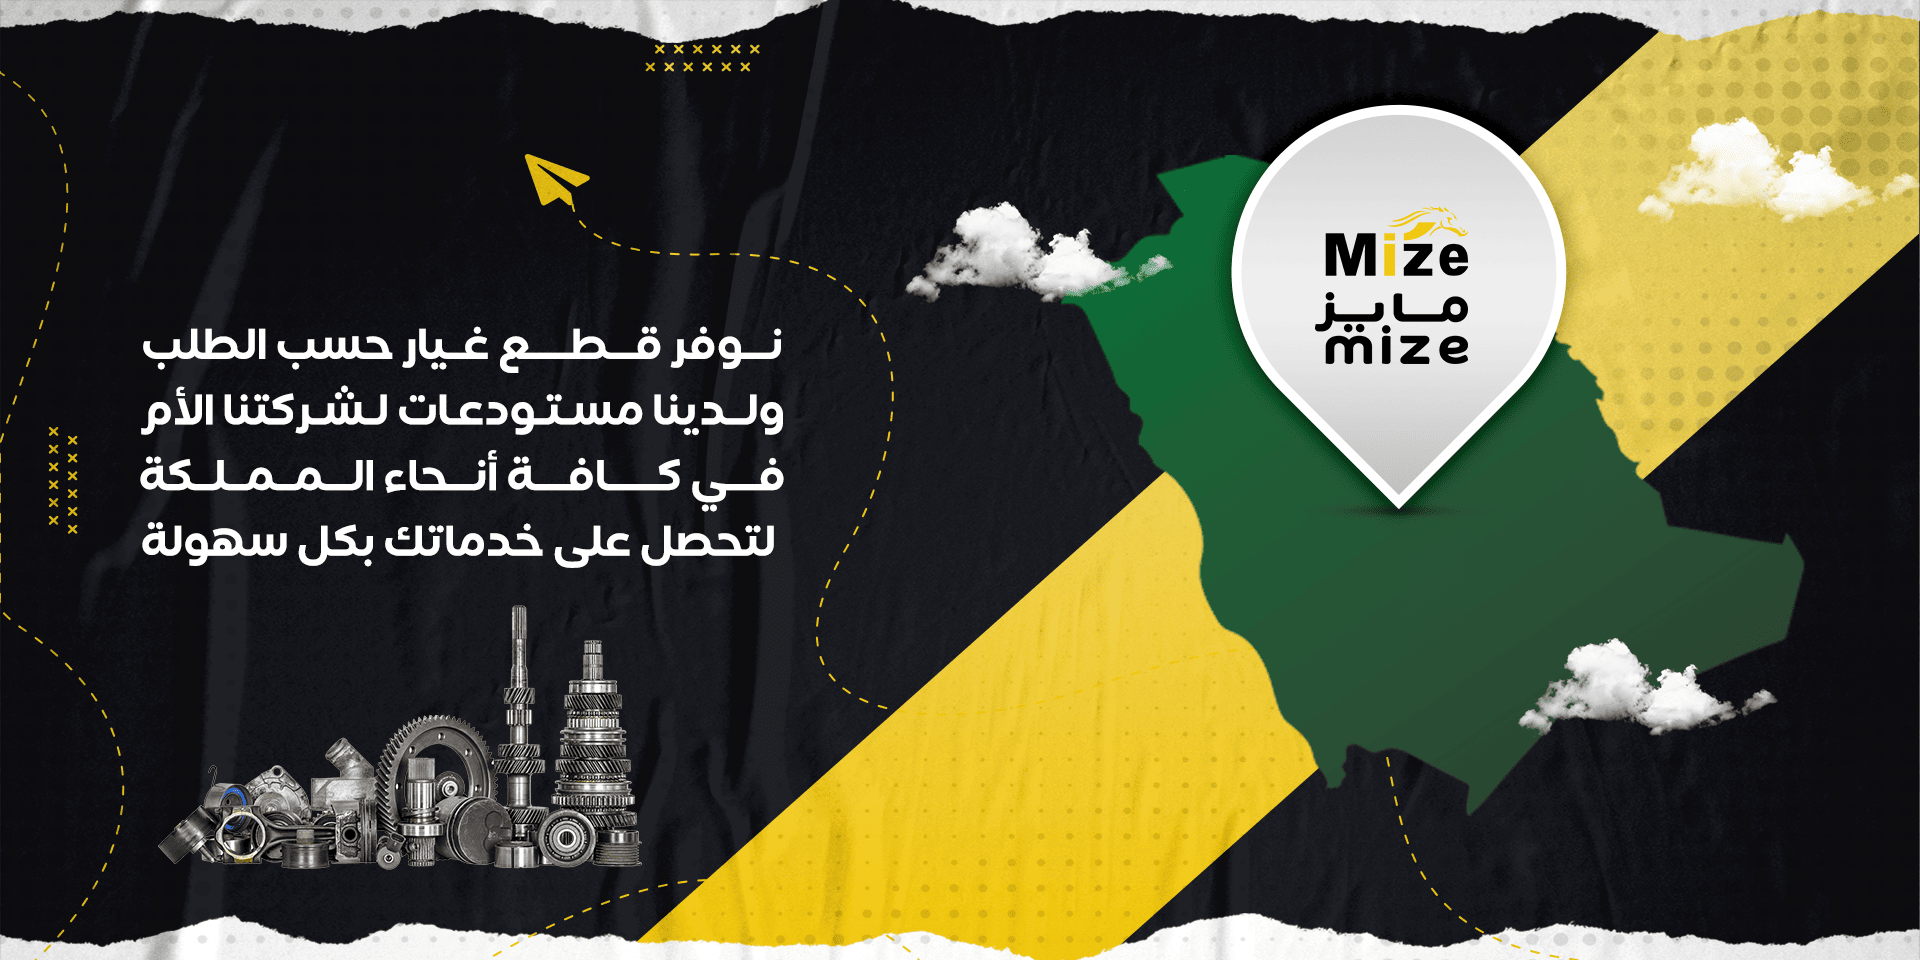 نوفر قطع غيار حسب الطلب
ولدينا مستودعات لشركتنا الأم
في كافة أنحاء المملكة
لتحصل على خدماتك بكل سهولة
Mize
مايز
mize